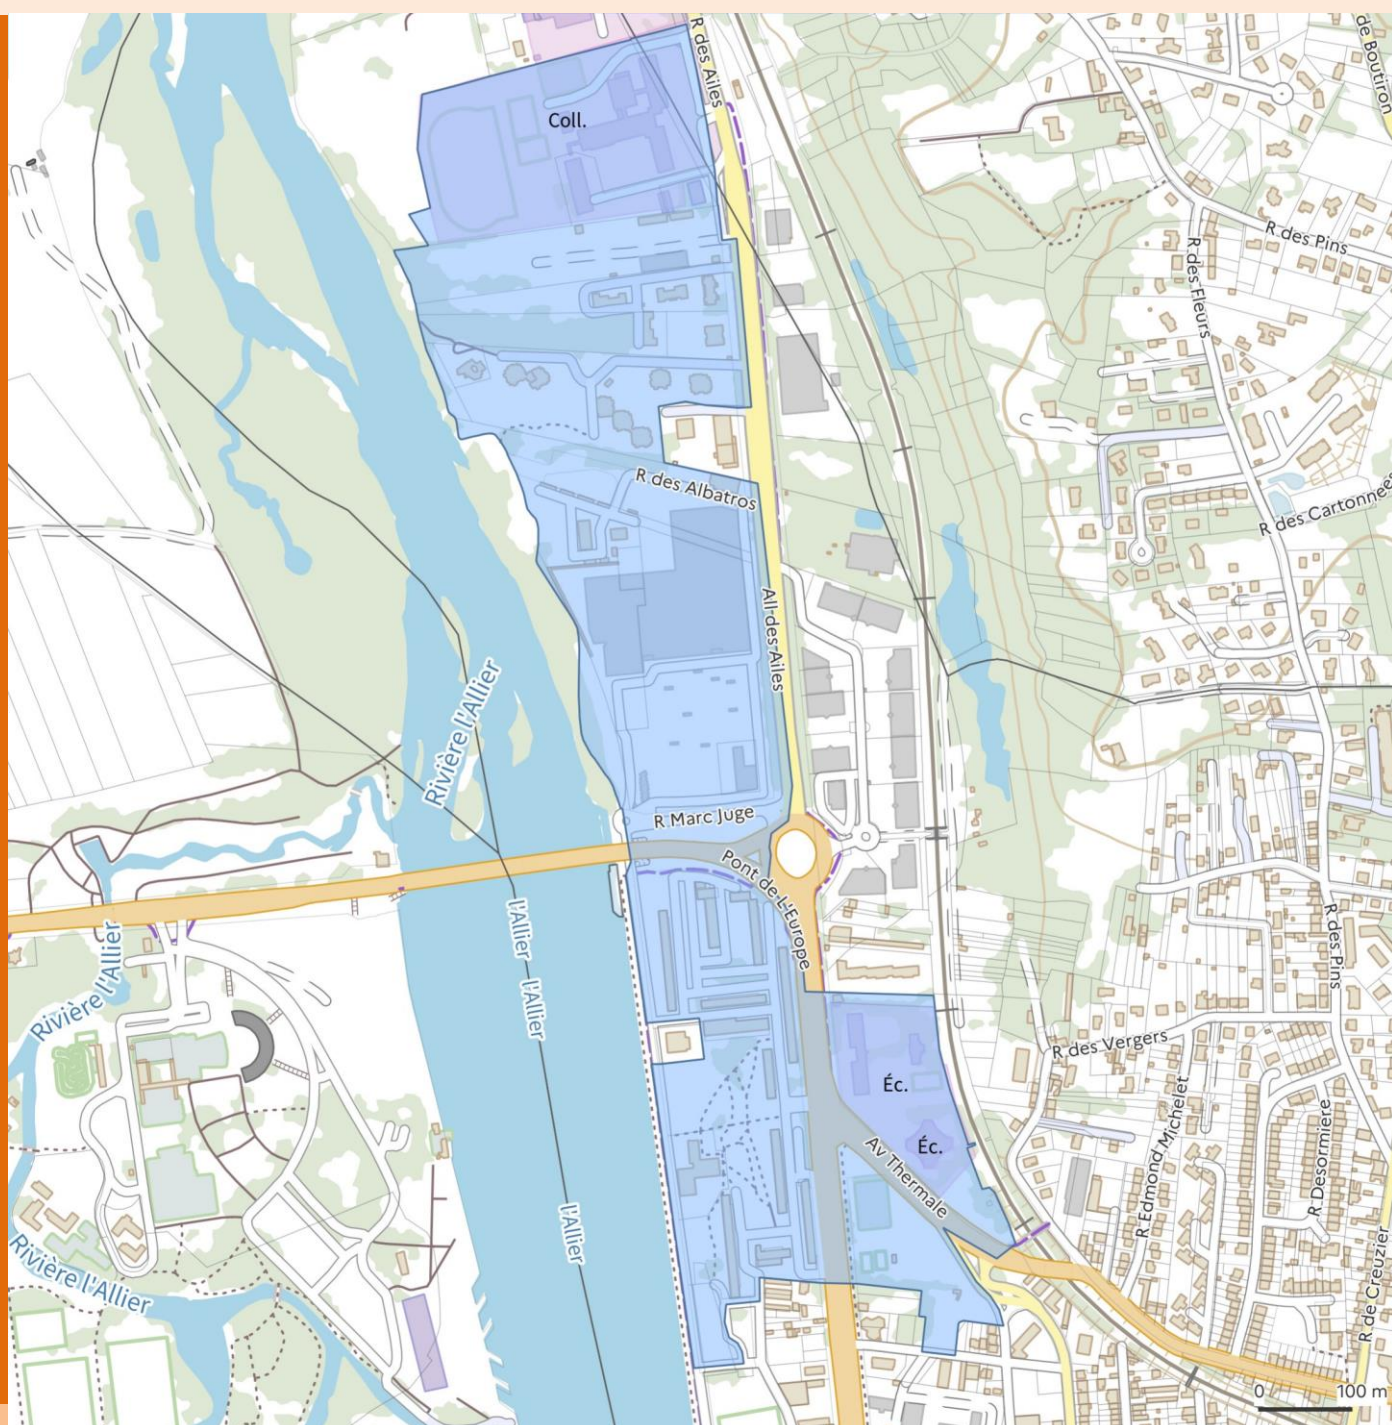 R des Ailes
de Boutiron
Coll.
R des Pins
R des Fleurs
R des Albatros
R des Cartonnees
All des Ailes
Rivière l'Allier
R Marc Juge
Pont de L'Europe
l'Allier
l'Allier
Rivière l'Allier
R des Pins
R des Vergers
Éc.
Éc.
Av Thermale
R Edmond Michelet
R Desormiere
l'Allier
Rivière l'Allier
R de Creuzier
0 100 m